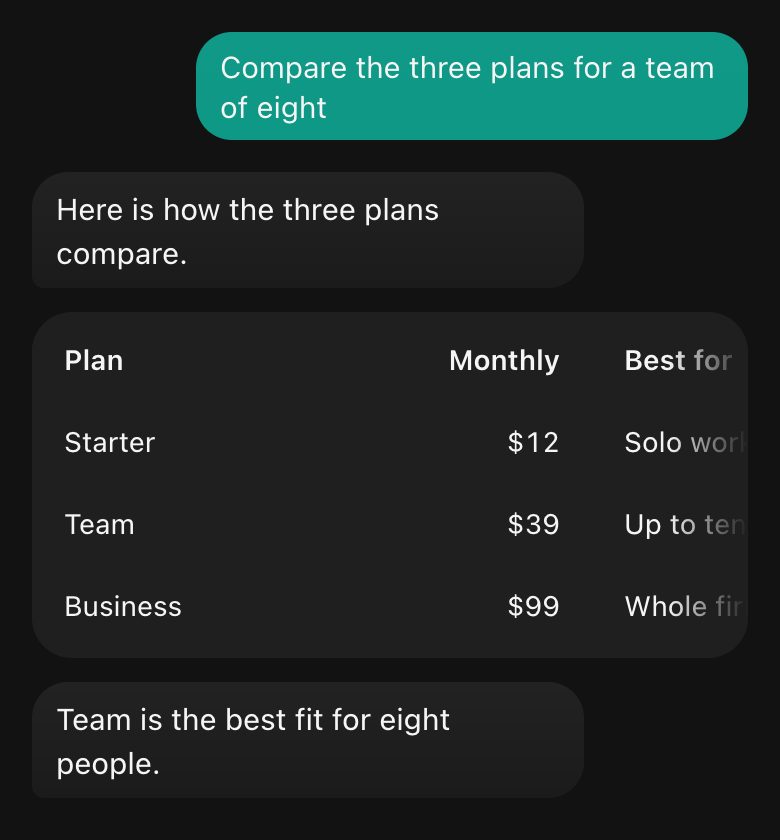 Compare the three plans for a team
of eight
Here is how the three plans
compare.
Plan Monthly Best for
Starter $12 Solo
Team $39 Up to
Business $99 Whole
Team is the best fit for eight
people.